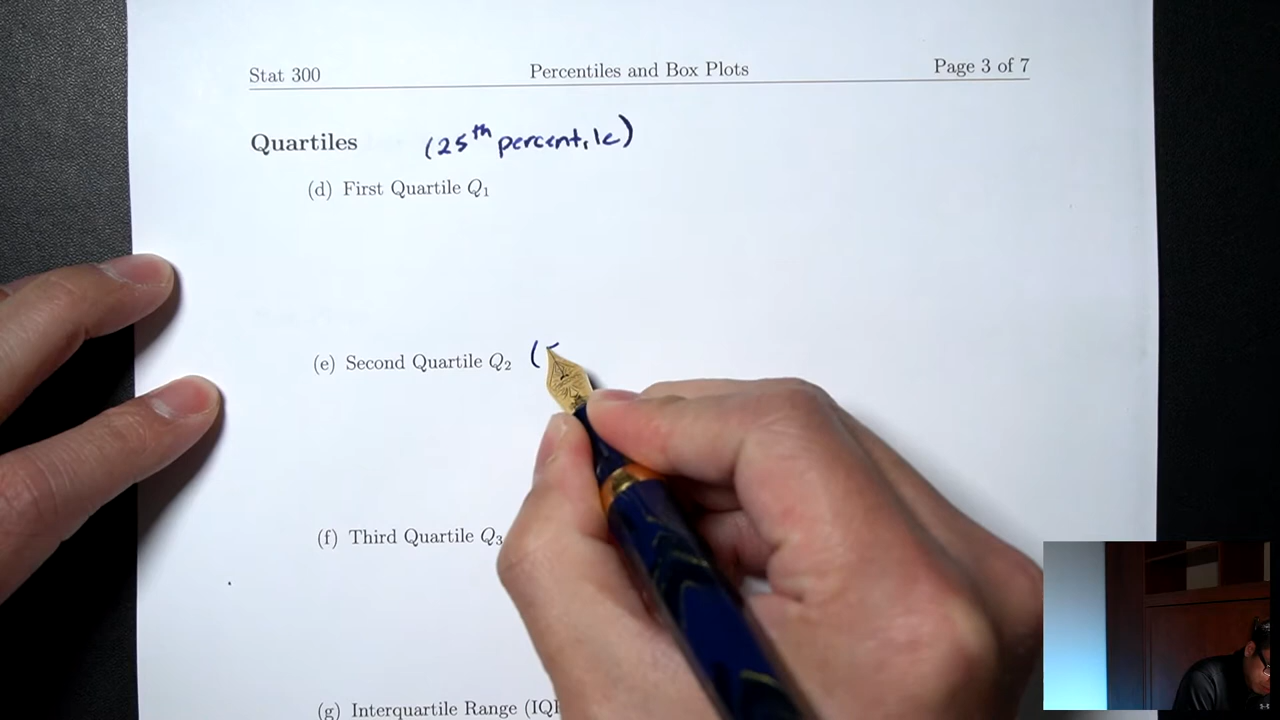 Stat 300 Percentiles and Box Plots Page 3 of 7
Quartiles (25th percentile)
(d) First Quartile Q1
(e) Second Quartile Q2 (
(f) Third Quartile Q3
(g) Interquartile Range